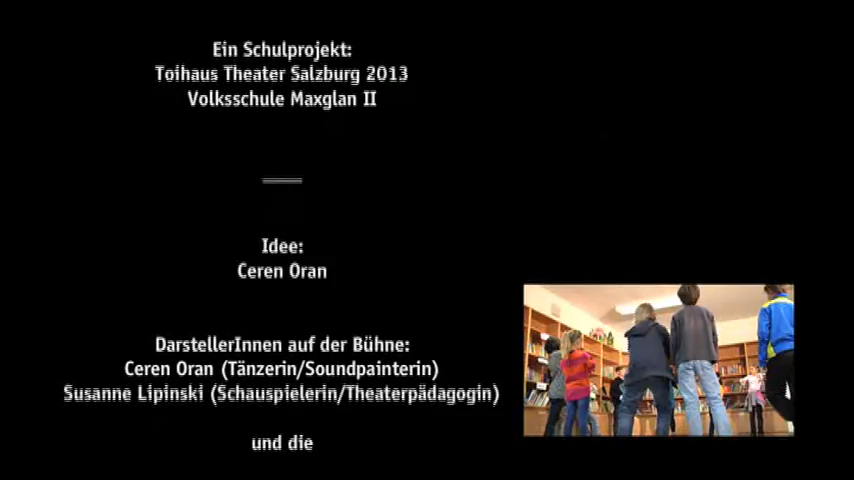 Ein Schulprojekt:
Toihaus Theater Salzburg 2013
Volksschule Maxglan II
Idee:
Ceren Oran
DarstellerInnen auf der Bühne:
Ceren Oran (Tänzerin/Soundpainterin)
Susanne Lipinski (Schauspielerin/Theaterpädagogin)
und die